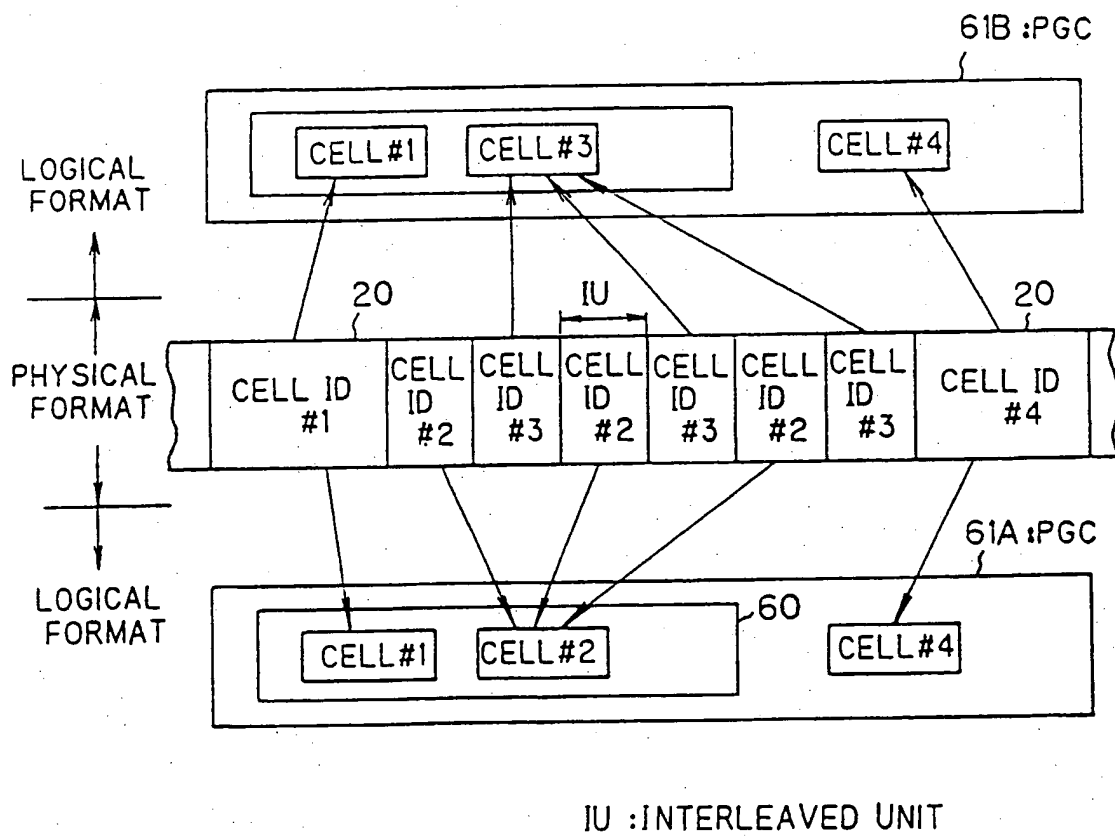 61B :PGC
CELL#1
CELL#3
CELL#4
LOGICAL
FORMAT
20
IU
20
PHYSICAL
FORMAT
CELL ID
#1
CELL
ID
#2
CELL
ID
#3
CELL
ID
#2
CELL
ID
#3
CELL
ID
#2
CELL
ID
#3
CELL ID
#4
61A :PGC
LOGICAL
FORMAT
60
CELL#1
CELL#2
CELL#4
IU :INTERLEAVED UNIT